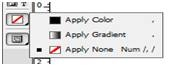 Apply Color ,
Apply Gradient .
Apply None Num /, /